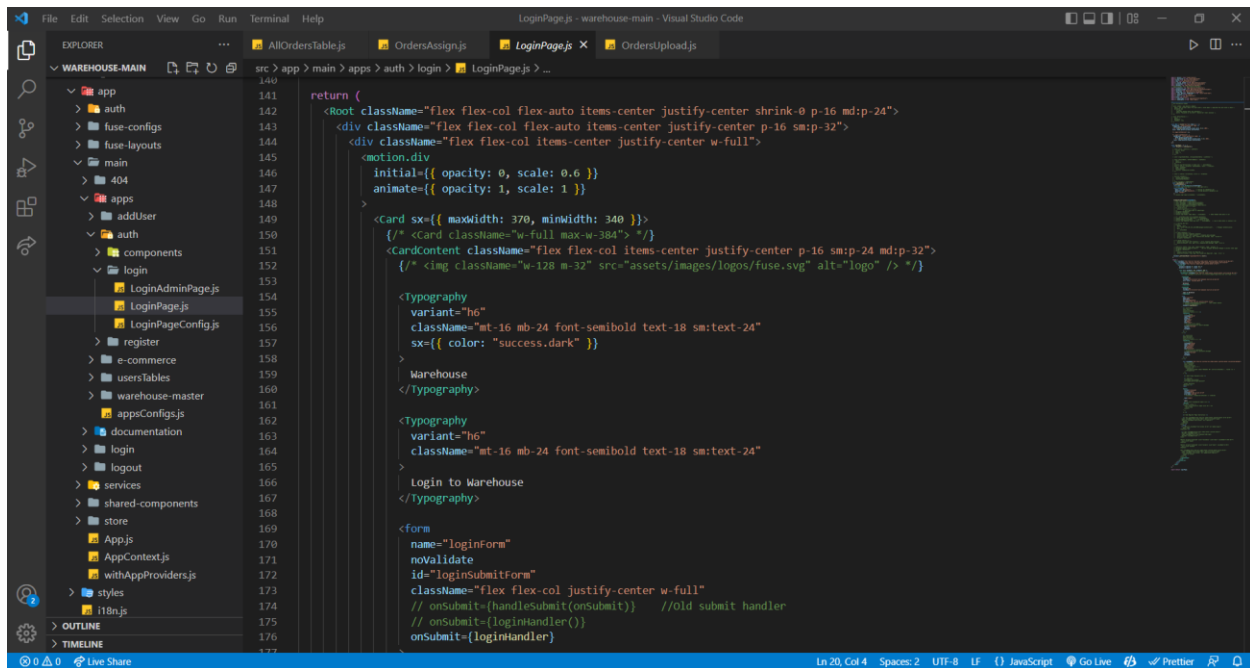 File Edit Selection View Go Run Terminal Help
LoginPage.js - warehouse-main - Visual Studio Code
EXPLORER
AllOrdersTable.js
OrdersAssign.js
LoginPage.js
OrdersUpload.js
WAREHOUSE-MAIN
src > app > main > apps > auth > login > LoginPage.js > ...
app
auth
fuse-configs
fuse-layouts
main
404
apps
addUser
auth
components
login
LoginAdminPage.js
LoginPage.js
LoginPageConfig.js
register
e-commerce
usersTables
warehouse-master
appsConfigs.js
documentation
login
logout
services
shared-components
store
App.js
AppContext.js
withAppProviders.js
styles
i18n.js
OUTLINE
TIMELINE
140
141 return (
142 <Root className="flex flex-col flex-auto items-center justify-center shrink-0 p-16 md:p-24">
143 <div className="flex flex-col flex-auto items-center justify-center p-16 sm:p-32">
144 <div className="flex flex-col items-center justify-center w-full">
145 <motion.div
146 initial={{ opacity: 0, scale: 0.6 }}
147 animate={{ opacity: 1, scale: 1 }}
148 >
149 <Card sx={{ maxWidth: 370, minWidth: 340 }}>
150 {/* <Card className="w-full max-w-384"> */}
151 <CardContent className="flex flex-col items-center justify-center p-16 sm:p-24 md:p-32">
152 {/* <img className="w-128 m-32" src="assets/images/logos/fuse.svg" alt="logo" /> */}
153
154 <Typography
155 variant="h6"
156 className="mt-16 mb-24 font-semibold text-18 sm:text-24"
157 sx={{ color: "success.dark" }}
158 >
159 Warehouse
160 </Typography>
161
162 <Typography
163 variant="h6"
164 className="mt-16 mb-24 font-semibold text-18 sm:text-24"
165 >
166 Login to Warehouse
167 </Typography>
168
169 <form
170 name="loginForm"
171 noValidate
172 id="loginSubmitForm"
173 className="flex flex-col justify-center w-full"
174 // onSubmit={handleSubmit(onSubmit)} //Old submit handler
175 // onSubmit={loginHandler()}
176 onSubmit={loginHandler}
177 >
2
0 0 Live Share
Ln 20, Col 4 Spaces: 2 UTF-8 LF {} JavaScript Go Live Prettier